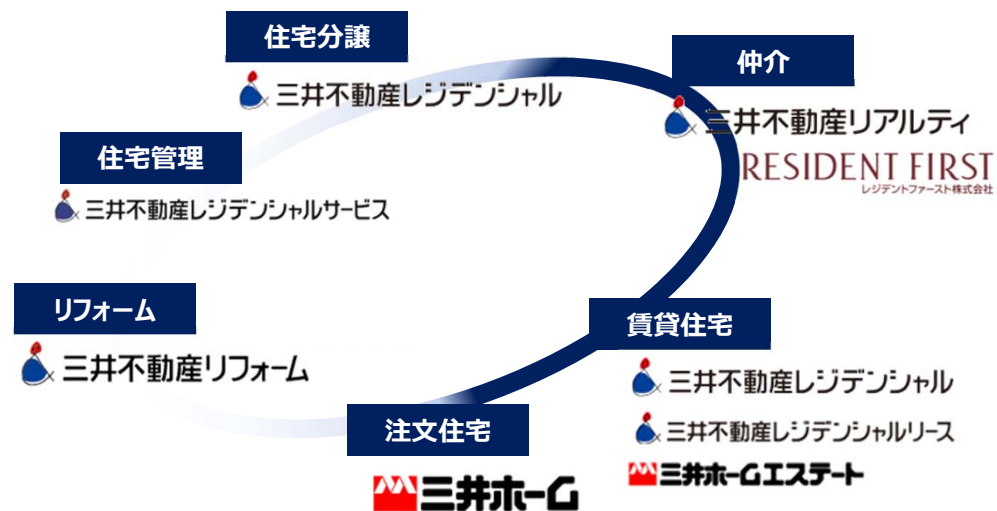 住宅分譲
三井不動産レジデンシャル
仲介
三井不動産リアルティ
RESIDENT FIRST
レジデントファースト株式会社
住宅管理
三井不動産レジデンシャルサービス
リフォーム
三井不動産リフォーム
賃貸住宅
三井不動産レジデンシャル
三井不動産レジデンシャルリース
三井ホームエステート
注文住宅
三井ホーム